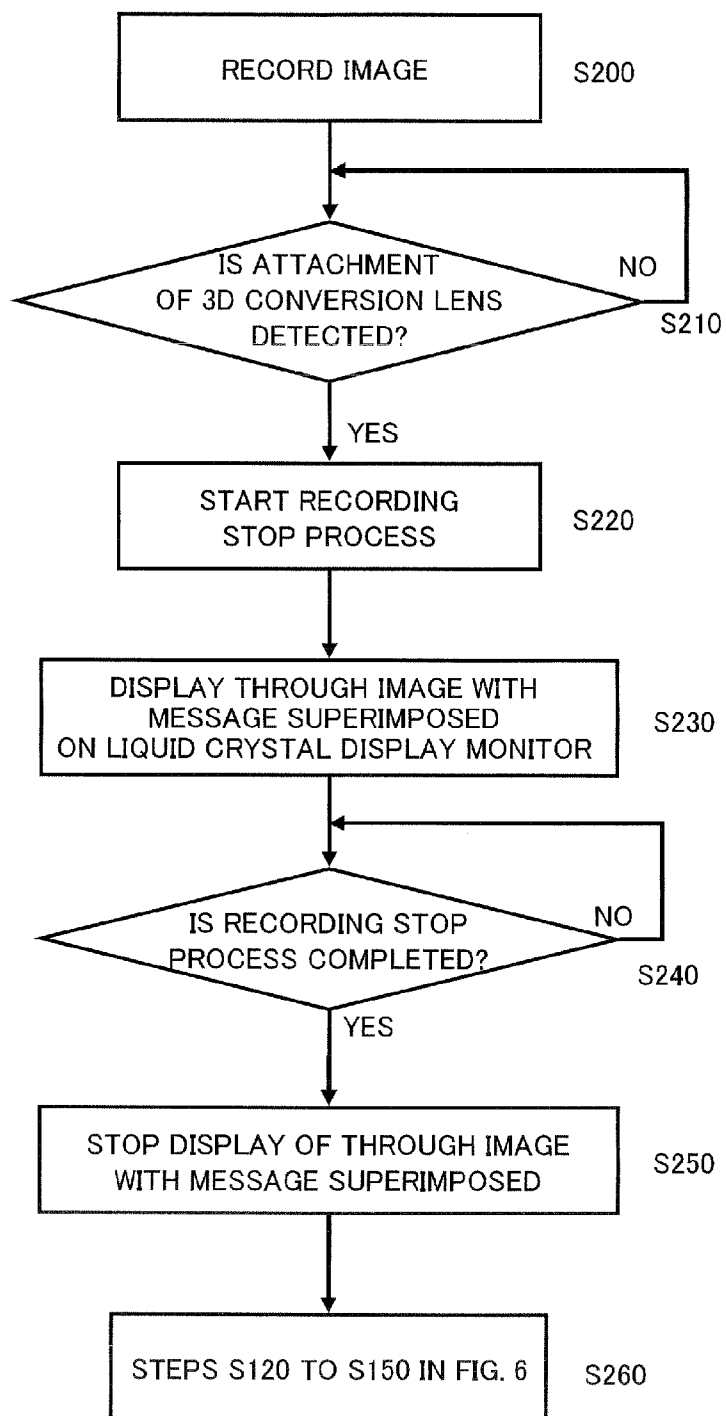 RECORD IMAGE
S200
IS ATTACHMENT
OF 3D CONVERSION LENS
DETECTED?
NO
S210
YES
START RECORDING
STOP PROCESS
S220
DISPLAY THROUGH IMAGE WITH
MESSAGE SUPERIMPOSED
ON LIQUID CRYSTAL DISPLAY MONITOR
S230
IS RECORDING STOP
PROCESS COMPLETED?
NO
S240
YES
STOP DISPLAY OF THROUGH IMAGE
WITH MESSAGE SUPERIMPOSED
S250
STEPS S120 TO S150 IN FIG. 6
S260